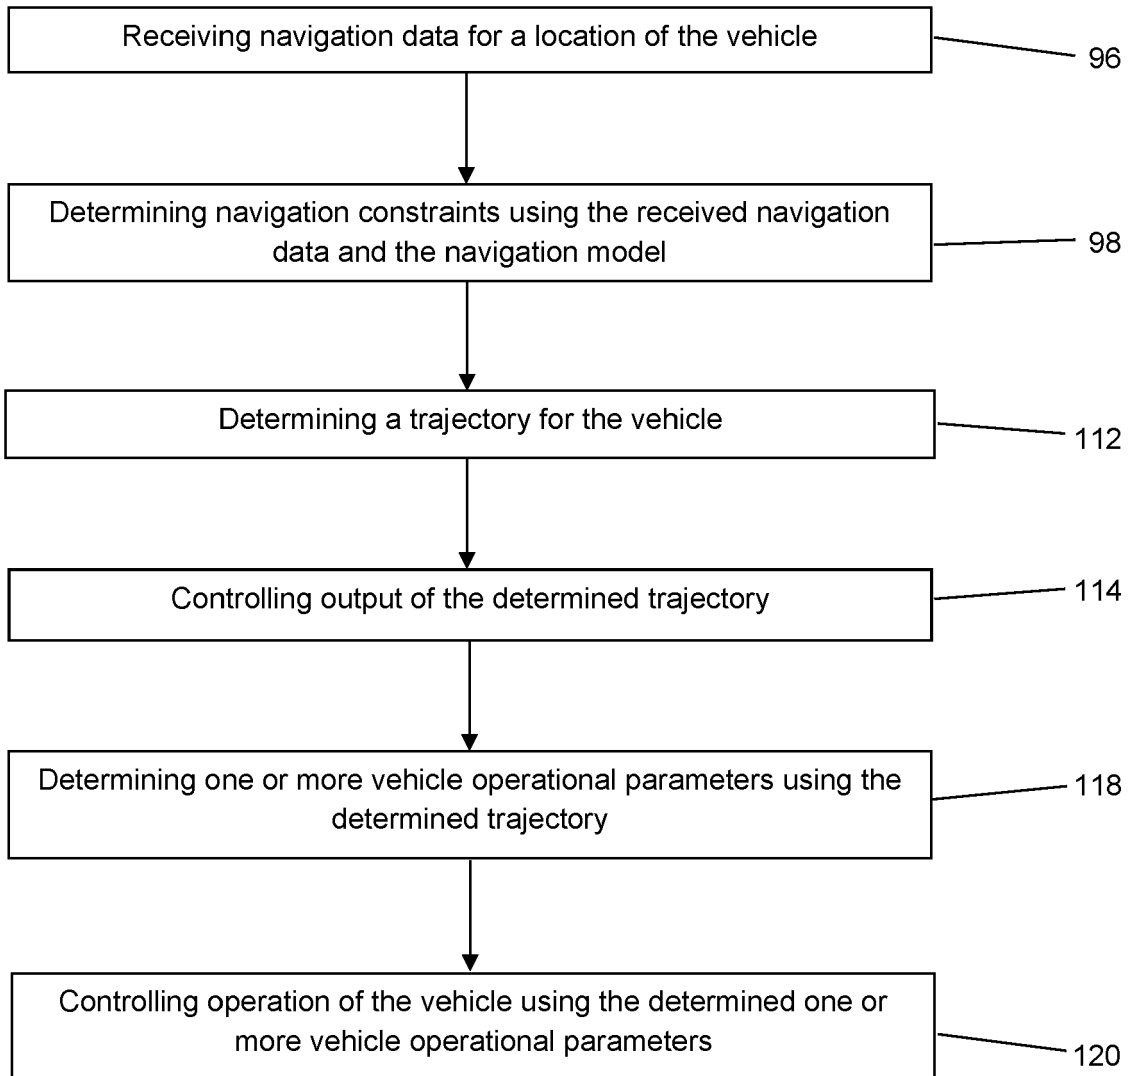 Receiving navigation data for a location of the vehicle
96
Determining navigation constraints using the received navigation
data and the navigation model
98
Determining a trajectory for the vehicle
112
Controlling output of the determined trajectory
114
Determining one or more vehicle operational parameters using the
determined trajectory
118
Controlling operation of the vehicle using the determined one or
more vehicle operational parameters
120